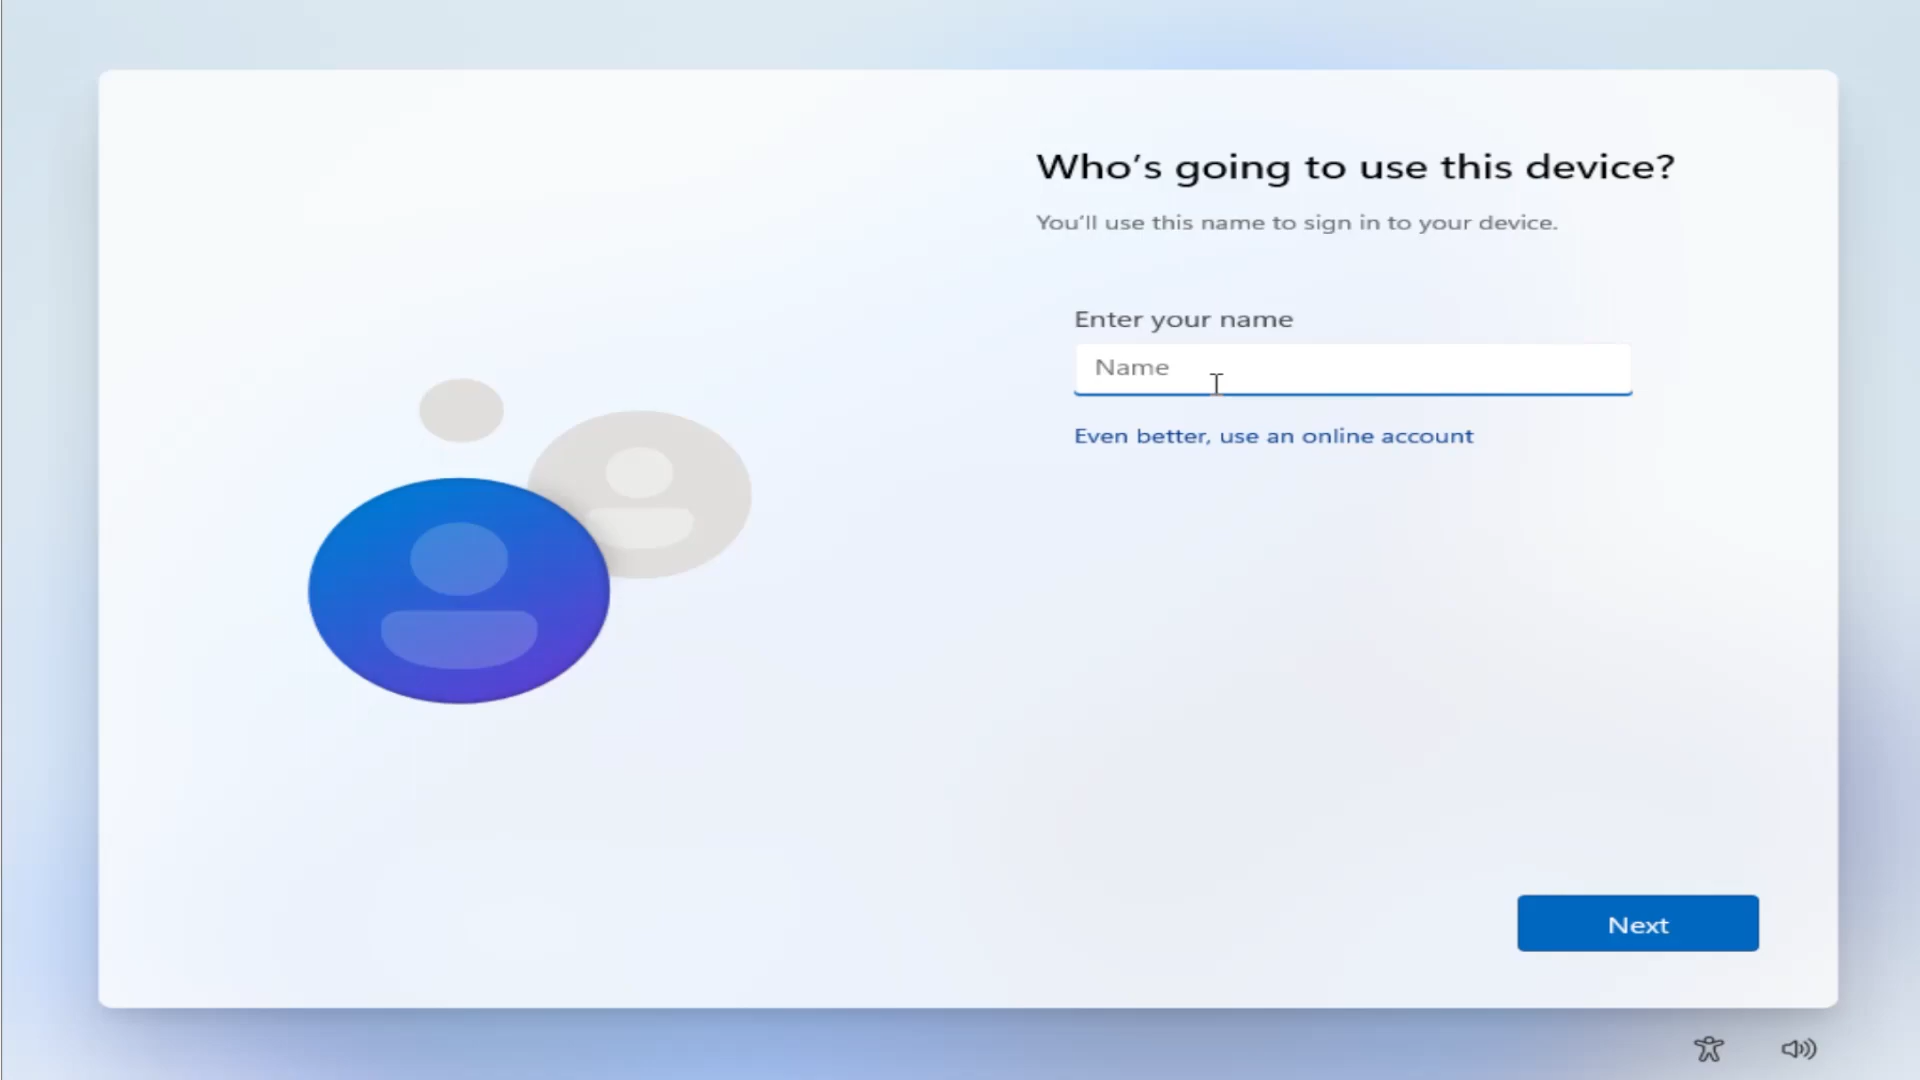 Who's going to use this device?
You'll use this name to sign in to your device.
Enter your name
Name
Even better, use an online account
Next